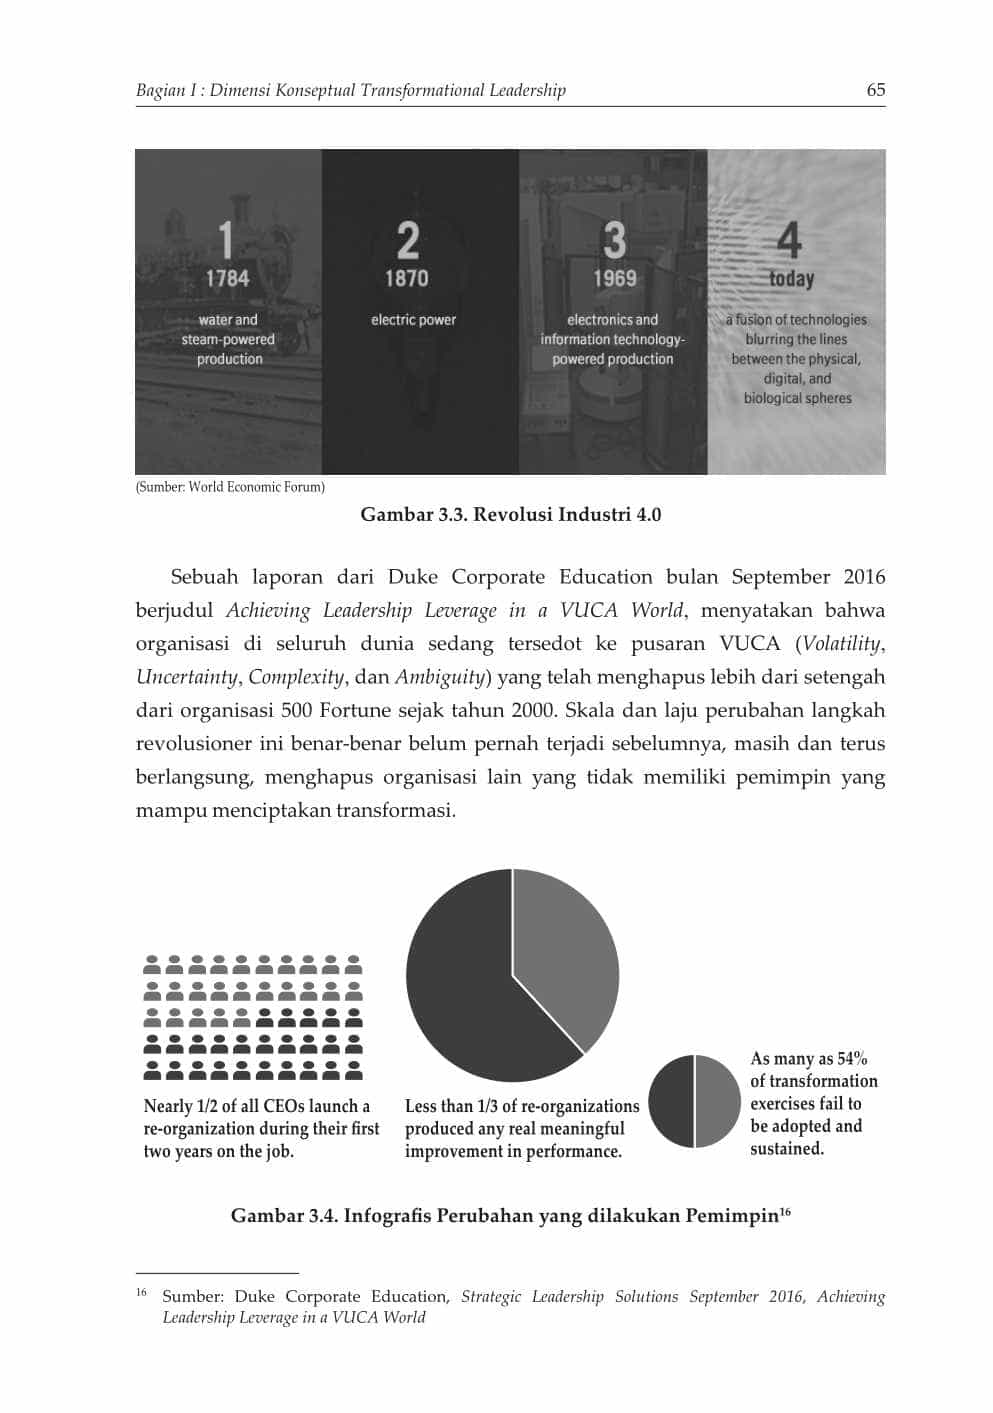 Bagian I : Dimensi Konseptual Transformational Leadership 65
1
1784
water and
steam-powered
production
2
1870
electric power
3
1969
electronics and
information technology-
powered production
4
today
a fusion of technologies
blurring the lines
between the physical,
digital, and
biological spheres
(Sumber: World Economic Forum)
Gambar 3.3. Revolusi Industri 4.0
Sebuah laporan dari Duke Corporate Education bulan September 2016
berjudul Achieving Leadership Leverage in a VUCA World, menyatakan bahwa
organisasi di seluruh dunia sedang tersedot ke pusaran VUCA (Volatility,
Uncertainty, Complexity, dan Ambiguity) yang telah menghapus lebih dari setengah
dari organisasi 500 Fortune sejak tahun 2000. Skala dan laju perubahan langkah
revolusioner ini benar-benar belum pernah terjadi sebelumnya, masih dan terus
berlangsung, menghapus organisasi lain yang tidak memiliki pemimpin yang
mampu menciptakan transformasi.
Nearly 1/2 of all CEOs launch a
re-organization during their first
two years on the job.
Less than 1/3 of re-organizations
produced any real meaningful
improvement in performance.
As many as 54%
of transformation
exercises fail to
be adopted and
sustained.
Gambar 3.4. Infografis Perubahan yang dilakukan Pemimpin16
16 Sumber: Duke Corporate Education, Strategic Leadership Solutions September 2016, Achieving
Leadership Leverage in a VUCA World